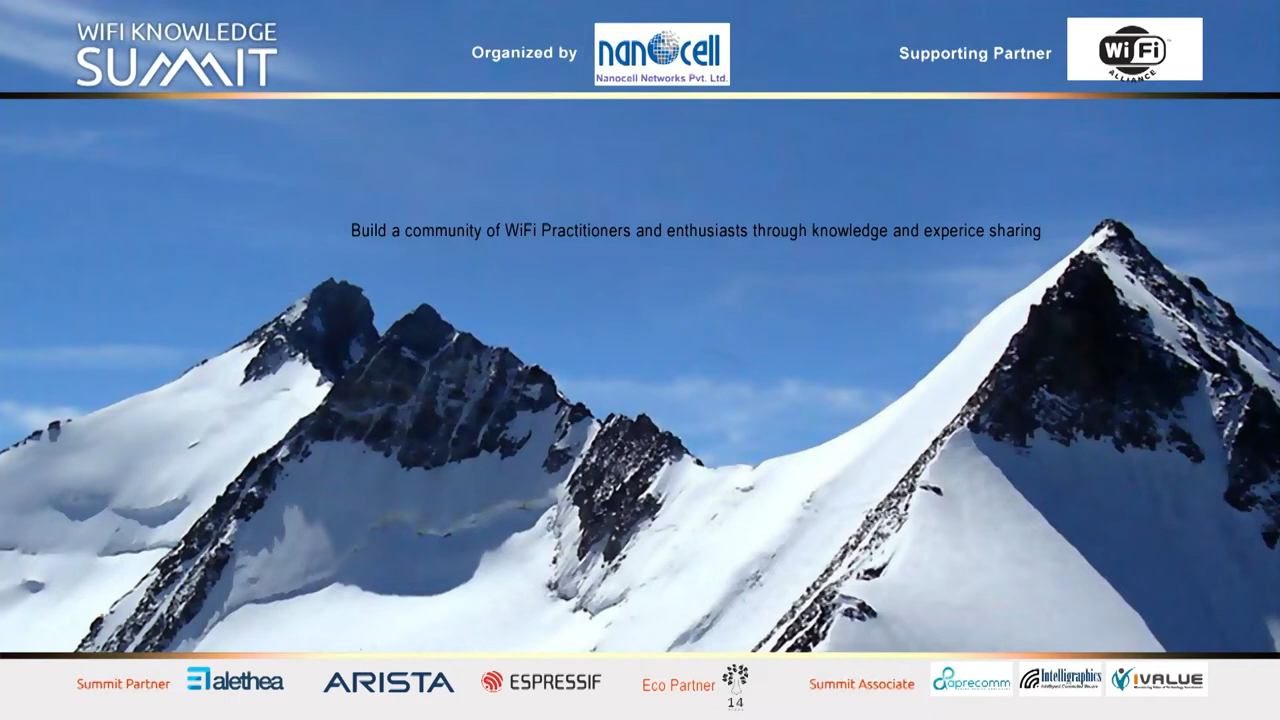 WIFI KNOWLEDGE
SUMMIT
Organized by
nanocell
Nanocell Networks Pvt. Ltd.
Supporting Partner
Wi Fi
ALLIANCE
Build a community of WiFi Practitioners and enthusiasts through knowledge and experice sharing
Summit Partner
alethea
ARISTA
ESPRESSIF
Eco Partner
14
Summit Associate
aprecomm
Intelligraphics
iVALUE